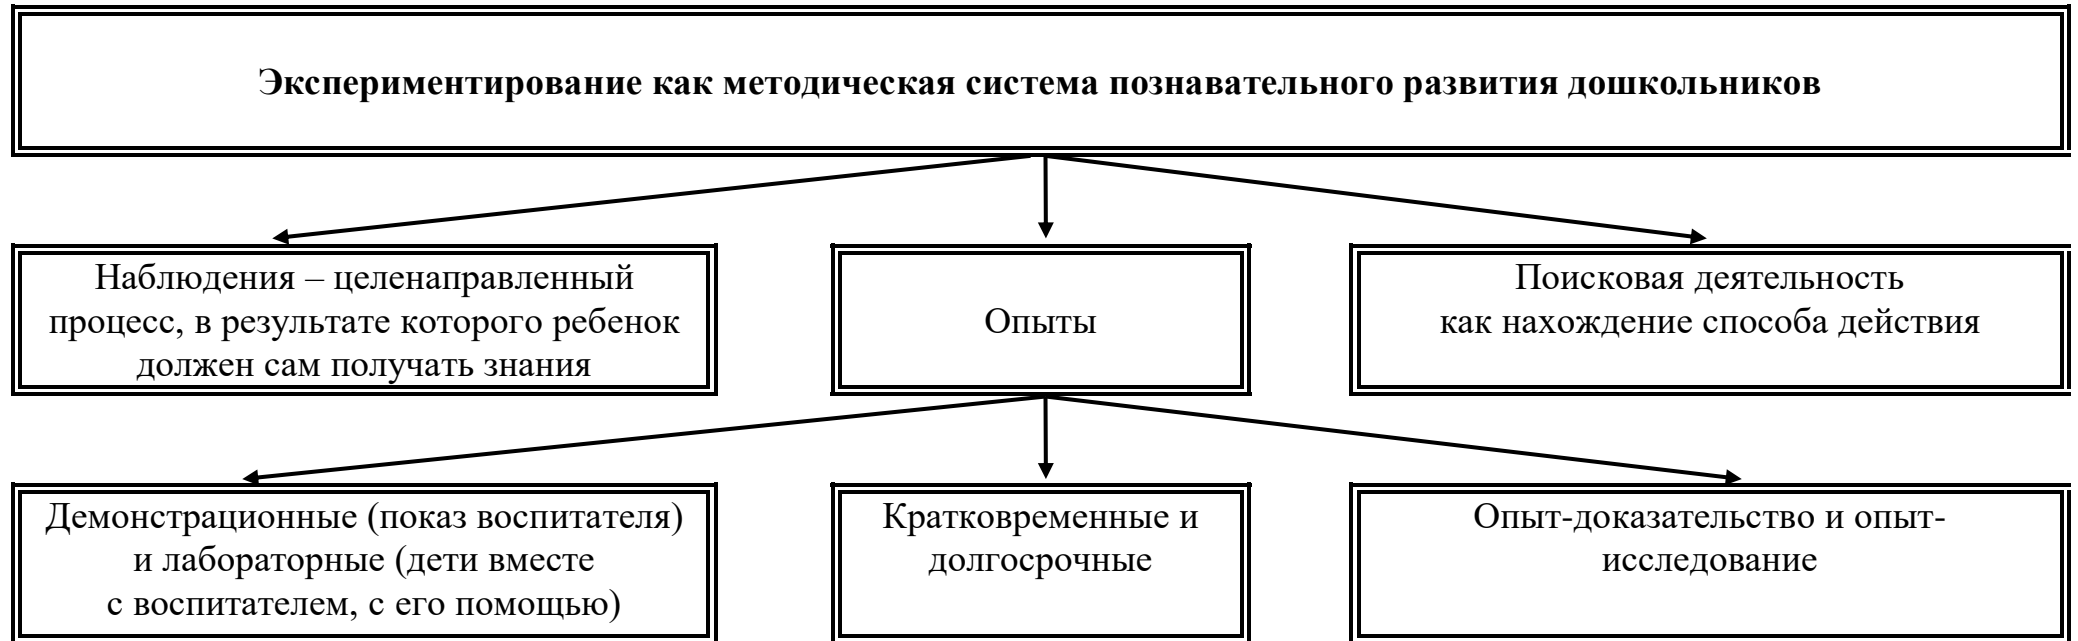 Экспериментирование как методическая система познавательного развития дошкольников
Наблюдения – целенаправленный
процесс, в результате которого ребенок
должен сам получать знания
Опыты
Поисковая деятельность
как нахождение способа действия
Демонстрационные (показ воспитателя)
и лабораторные (дети вместе
с воспитателем, с его помощью)
Кратковременные и
долгосрочные
Опыт-доказательство и опыт-
исследование